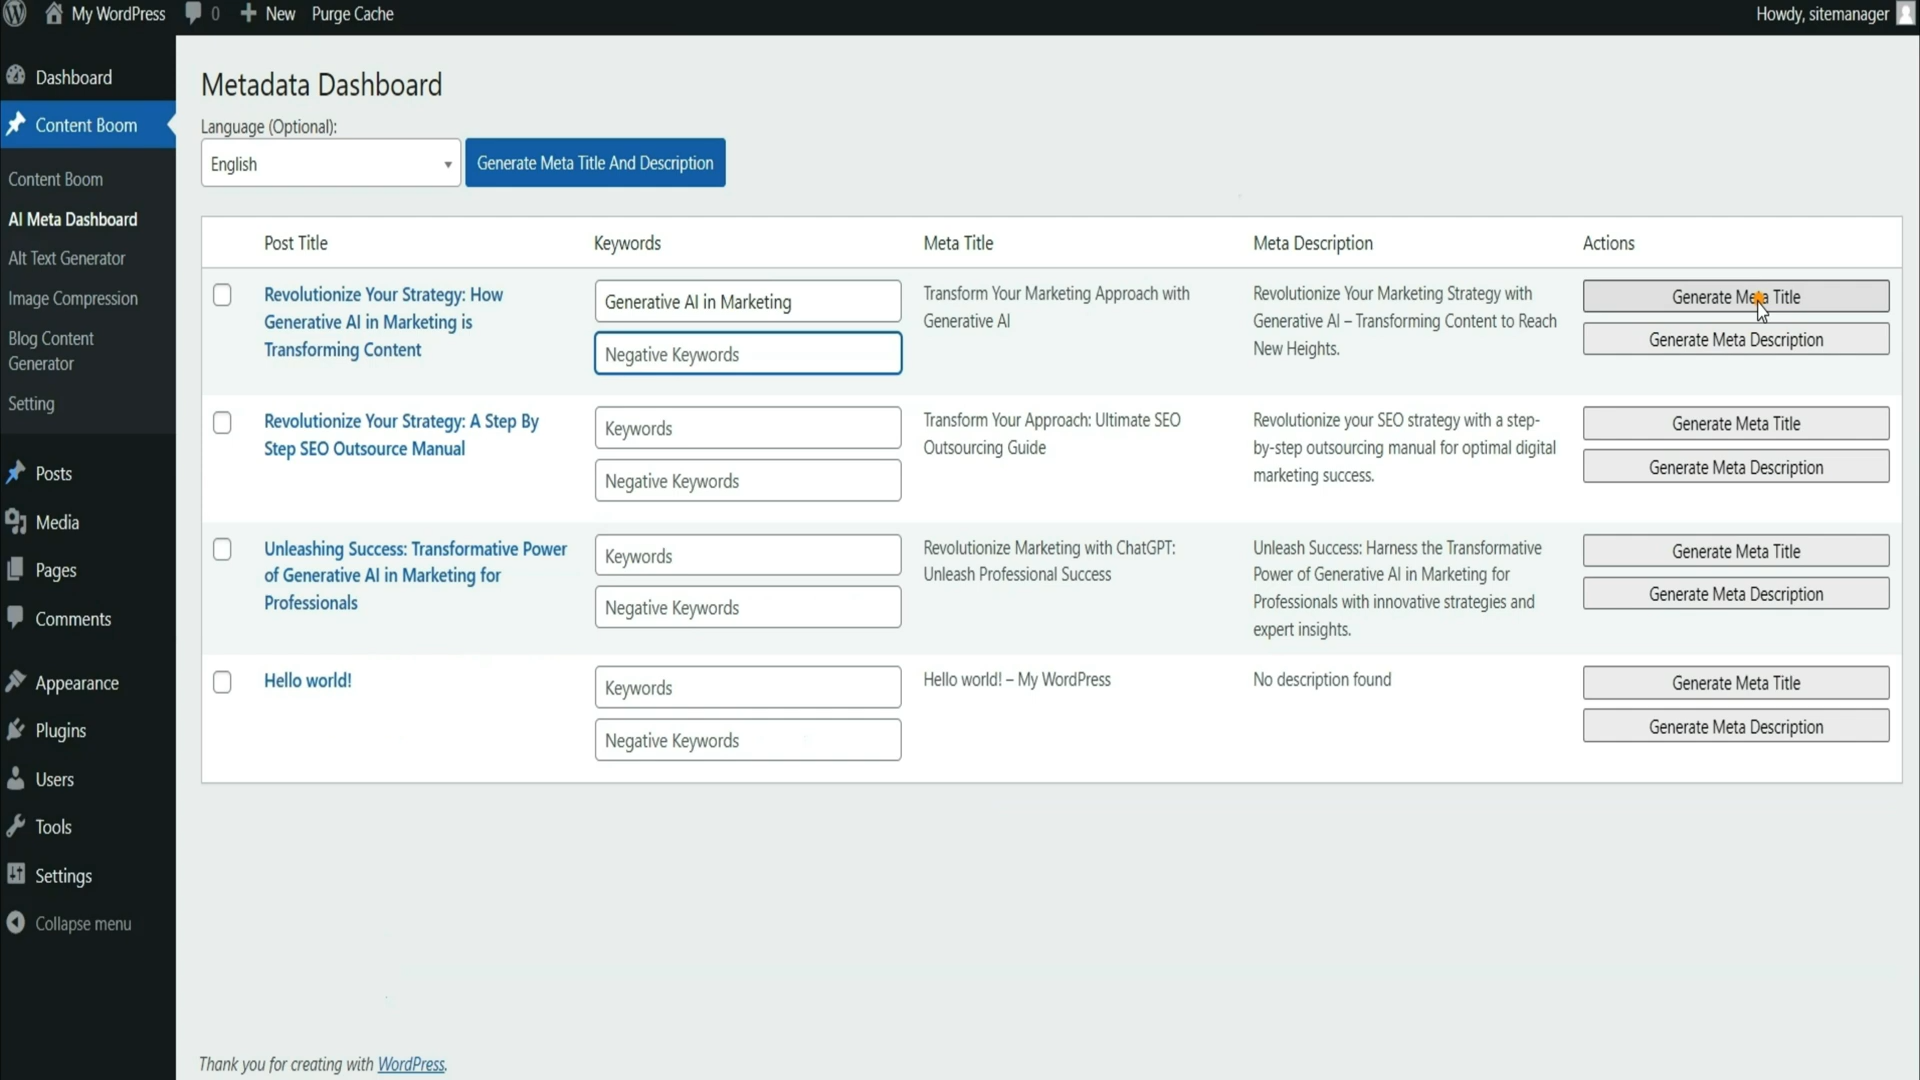 My WordPress 0 New Purge Cache Howdy, sitemanager
Dashboard
Content Boom
Content Boom
AI Meta Dashboard
Alt Text Generator
Image Compression
Blog Content
Generator
Setting
Posts
Media
Pages
Comments
Appearance
Plugins
Users
Tools
Settings
Collapse menu
Metadata Dashboard
Language (Optional):
English
Generate Meta Title And Description
Post Title Keywords Meta Title Meta Description Actions
Revolutionize Your Strategy: How
Generative AI in Marketing is
Transforming Content
Generative AI in Marketing
Negative Keywords
Transform Your Marketing Approach with
Generative AI
Revolutionize Your Marketing Strategy with
Generative AI – Transforming Content to Reach
New Heights.
Generate Meta Title
Generate Meta Description
Revolutionize Your Strategy: A Step By
Step SEO Outsource Manual
Keywords
Negative Keywords
Transform Your Approach: Ultimate SEO
Outsourcing Guide
Revolutionize your SEO strategy with a step-
by-step outsourcing manual for optimal digital
marketing success.
Generate Meta Title
Generate Meta Description
Unleashing Success: Transformative Power
of Generative AI in Marketing for
Professionals
Keywords
Negative Keywords
Revolutionize Marketing with ChatGPT:
Unleash Professional Success
Unleash Success: Harness the Transformative
Power of Generative AI in Marketing for
Professionals with innovative strategies and
expert insights.
Generate Meta Title
Generate Meta Description
Hello world!
Keywords
Negative Keywords
Hello world! – My WordPress
No description found
Generate Meta Title
Generate Meta Description
Thank you for creating with WordPress.